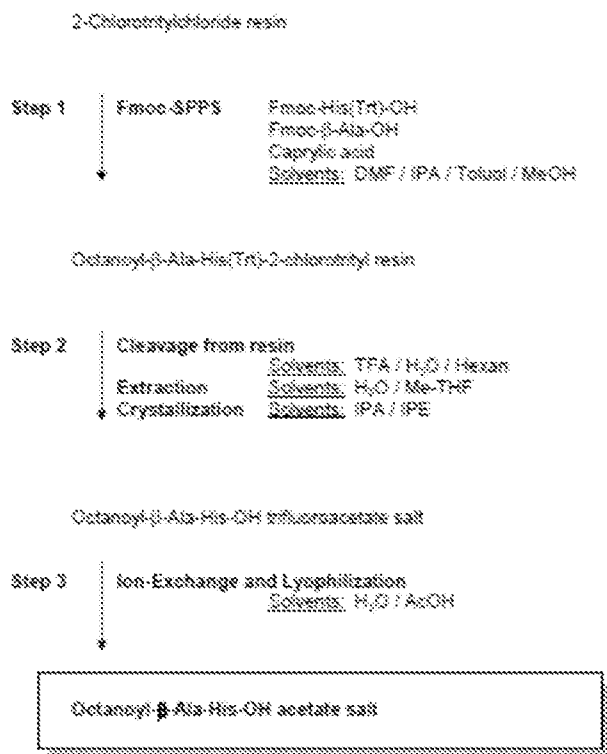 2-Chlorotritylchloride resin
Step 1 Fmoc-SPPS Fmoc-His(Trt)-OH
Fmoc-β-Ala-OH
Caprylic acid
Solvents: DMF / IPA / Toluol / MeOH
Octanoyl-β-Ala-His(Trt)-2-chlorotrityl resin
Step 2 Cleavage from resin
Solvents: TFA / H₂O / Hexan
Extraction Solvents: H₂O / Me-THF
Crystallization Solvents: IPA / IPE
Octanoyl-β-Ala-His-OH trifluoroacetate salt
Step 3 Ion-Exchange and Lyophilization
Solvents: H₂O / AcOH
Octanoyl-β-Ala-His-OH acetate salt